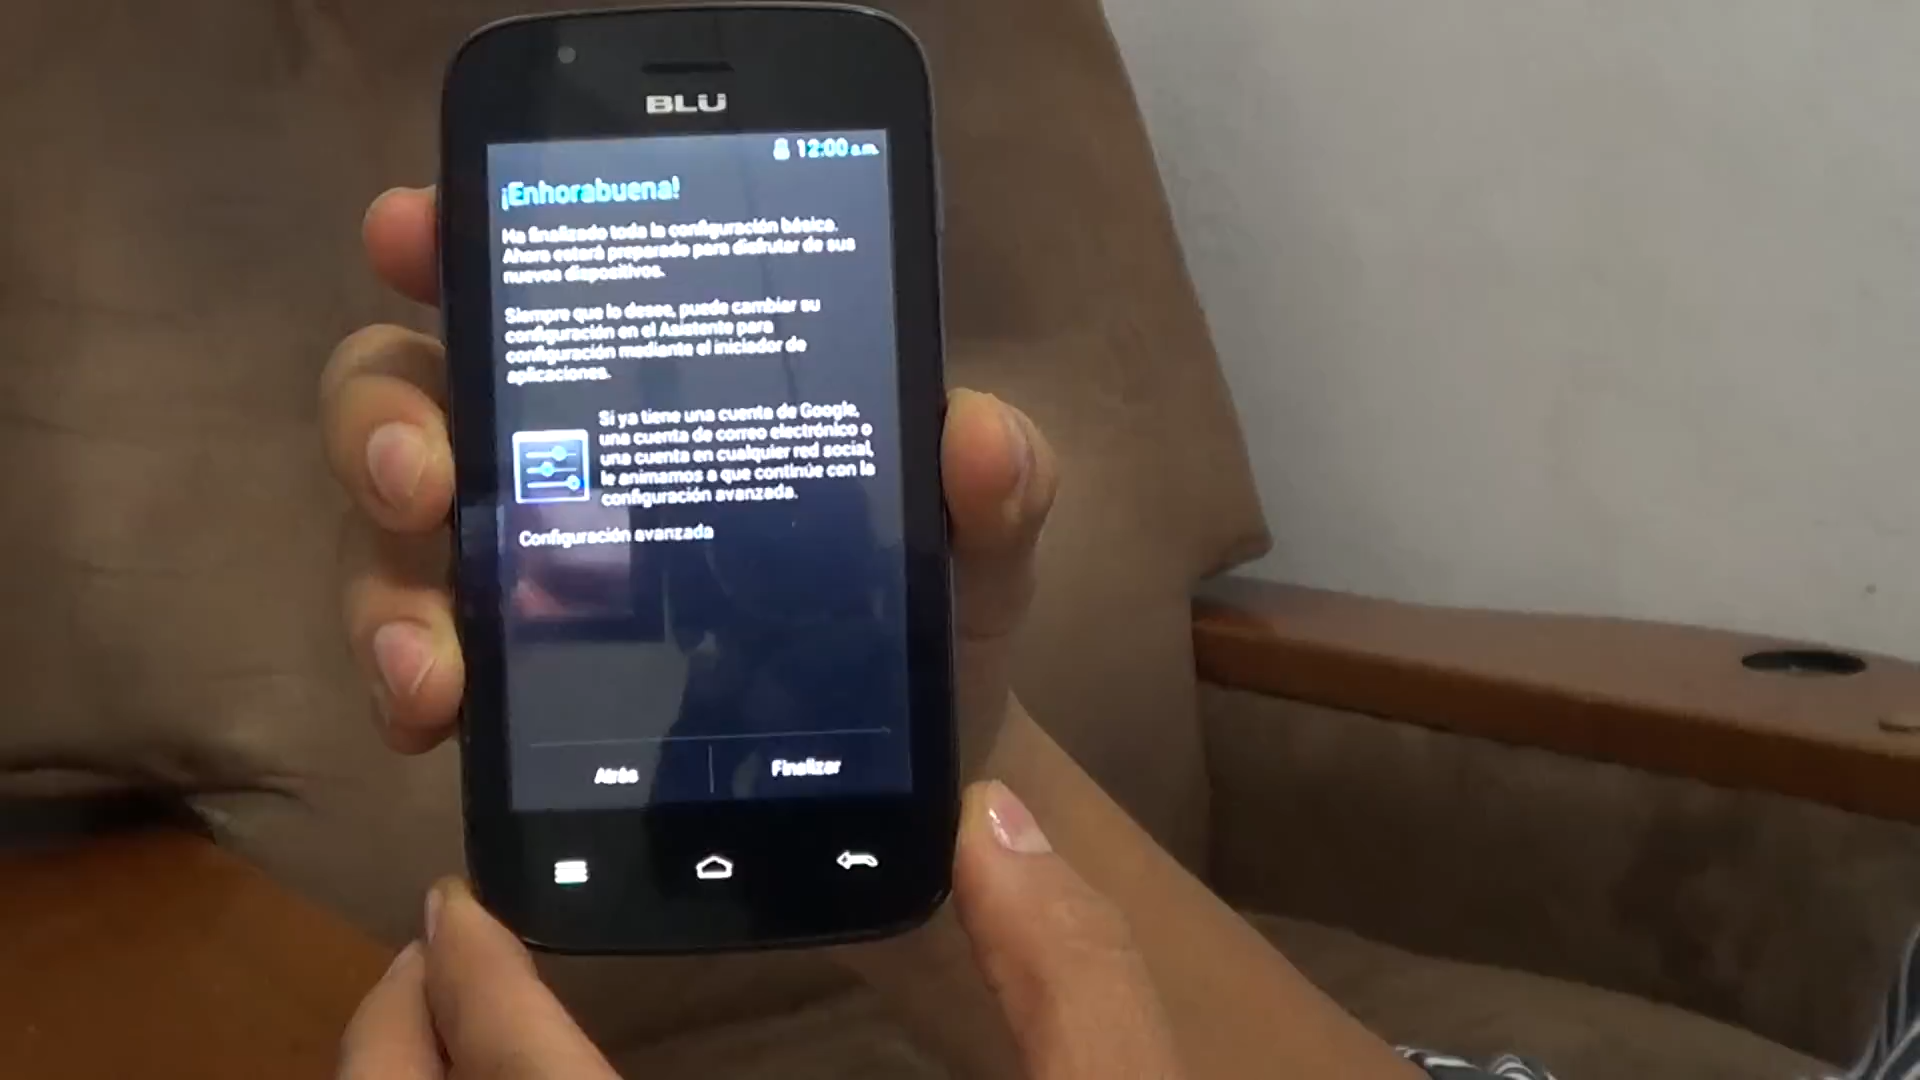 BLU
12:00 a.m.
¡Enhorabuena!
Ha finalizado toda la configuración básica.
Ahora estará preparado para disfrutar de sus
nuevos dispositivos.
Siempre que lo desee, puede cambiar su
configuración en el Asistente para
configuración mediante el iniciador de
aplicaciones.
Si ya tiene una cuenta de Google,
una cuenta de correo electrónico o
una cuenta en cualquier red social,
le animamos a que continúe con la
configuración avanzada.
Configuración avanzada
Atrás
Finalizar